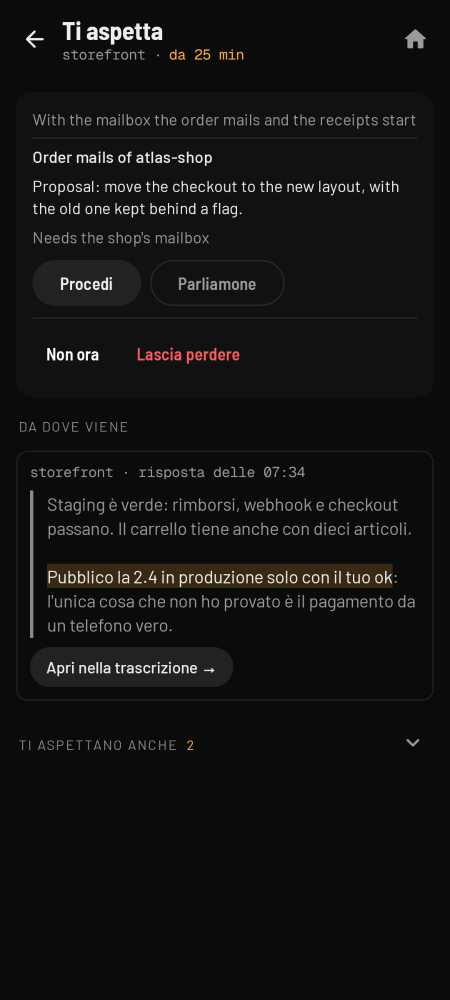 Ti aspetta
storefront · da 25 min
With the mailbox the order mails and the receipts start
Order mails of atlas-shop
Proposal: move the checkout to the new layout, with
the old one kept behind a flag.
Needs the shop's mailbox
Procedi
Parliamone
Non ora
Lascia perdere
DA DOVE VIENE
storefront · risposta delle 07:34
Staging è verde: rimborsi, webhook e checkout
passano. Il carrello tiene anche con dieci articoli.
Pubblico la 2.4 in produzione solo con il tuo ok:
l'unica cosa che non ho provato è il pagamento da
un telefono vero.
Apri nella trascrizione →
TI ASPETTANO ANCHE 2